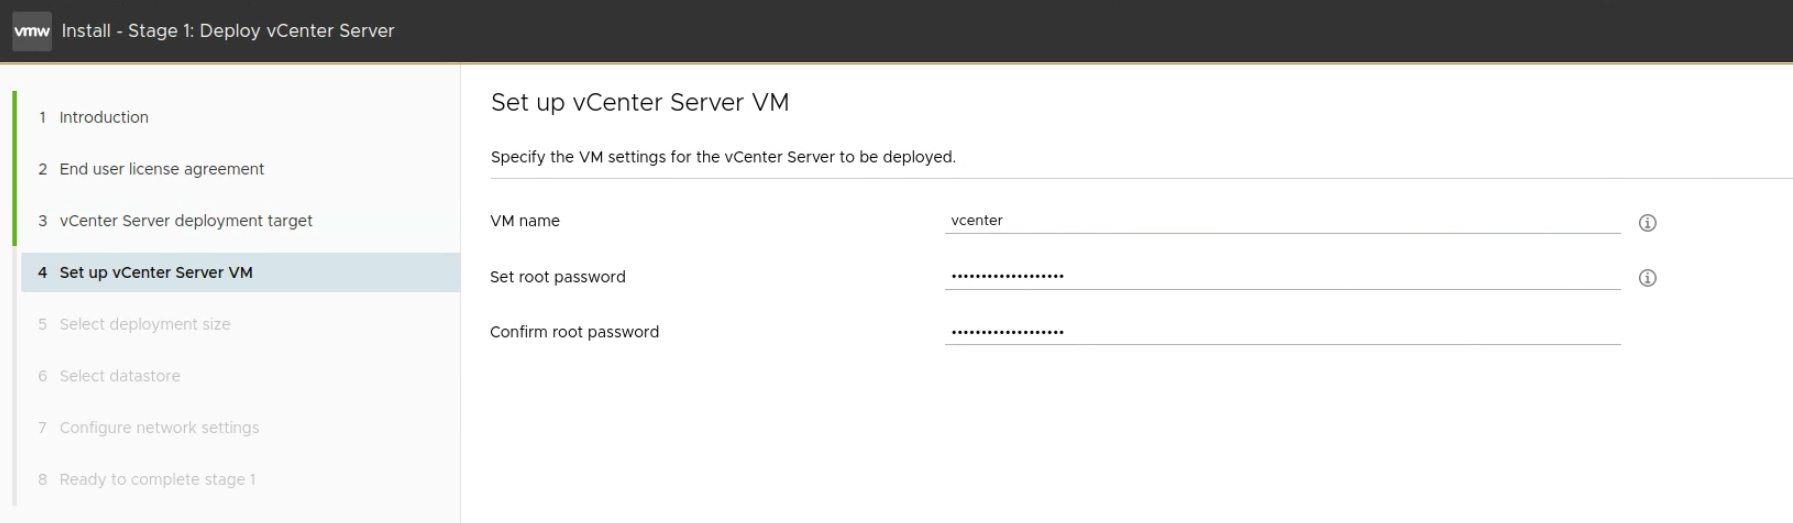 vmw Install - Stage 1: Deploy vCenter Server
1 Introduction
2 End user license agreement
3 vCenter Server deployment target
4 Set up vCenter Server VM
5 Select deployment size
6 Select datastore
7 Configure network settings
8 Ready to complete stage 1
Set up vCenter Server VM
Specify the VM settings for the vCenter Server to be deployed.
VM name vcenter
Set root password •••••••••••••••••••
Confirm root password •••••••••••••••••••